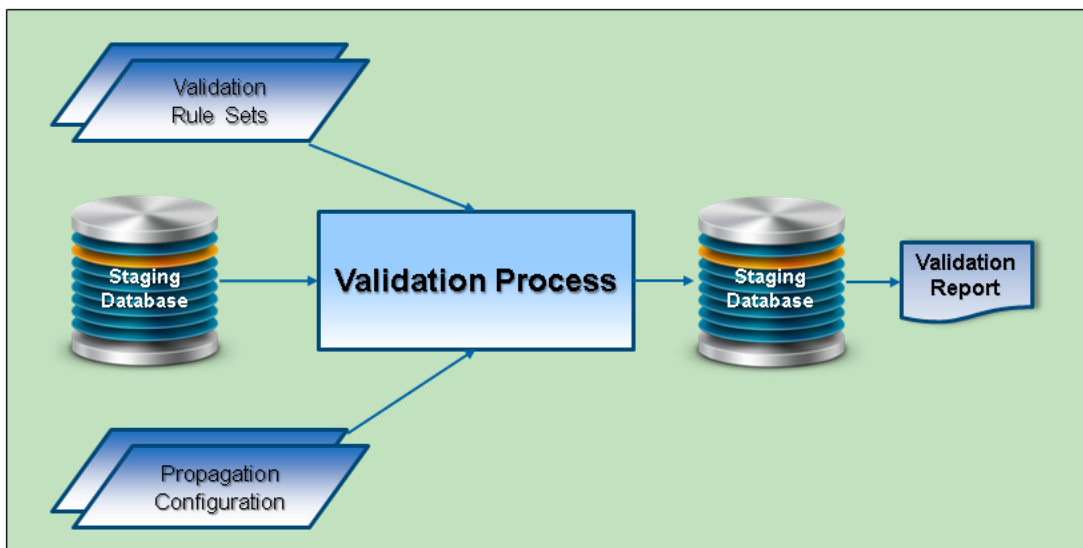 Validation
Rule Sets
Staging
Database
Validation Process
Staging
Database
Validation
Report
Propagation
Configuration